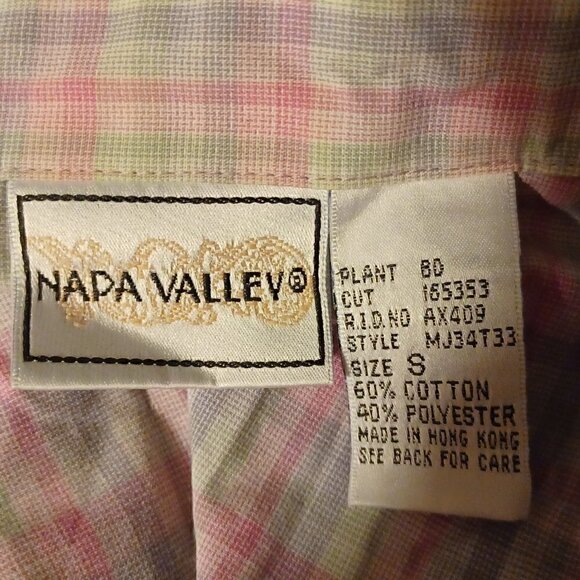 NAPA VALLEY®
PLANT BD
CUT 165353
R.I.D.NO AX409
STYLE MJ34T33
SIZE S
60% COTTON
40% POLYESTER
MADE IN HONG KONG
SEE BACK FOR CARE